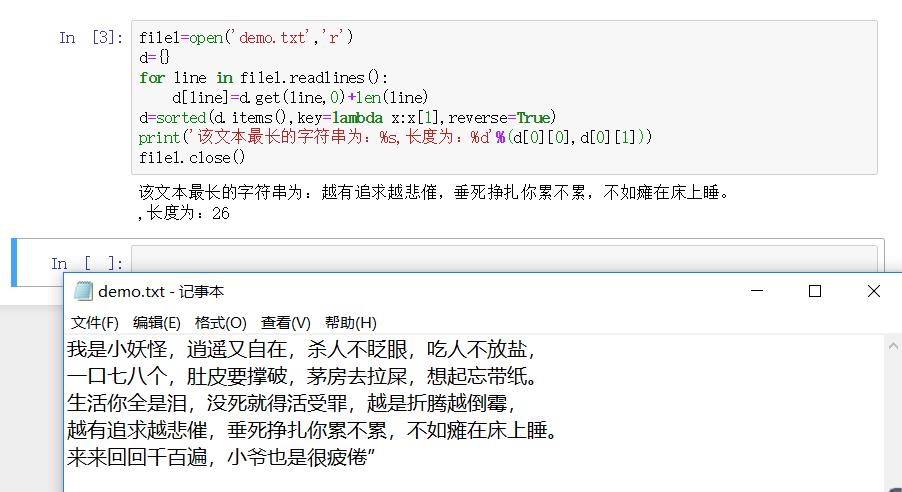 In [3]:
file1=open('demo.txt','r')
d={}
for line in file1.readlines():
    d[line]=d.get(line,0)+len(line)
d=sorted(d.items(),key=lambda x:x[1],reverse=True)
print('该文本最长的字符串为：%s,长度为：%d'%(d[0][0],d[0][1]))
file1.close()
该文本最长的字符串为：越有追求越悲催，垂死挣扎你累不累，不如瘫在床上睡。
,长度为：26
In [ ]:
demo.txt - 记事本
文件(F) 编辑(E) 格式(O) 查看(V) 帮助(H)
我是小妖怪，逍遥又自在，杀人不眨眼，吃人不放盐，
一口七八个，肚皮要撑破，茅房去拉屎，想起忘带纸。
生活你全是泪，没死就得活受罪，越是折腾越倒霉，
越有追求越悲催，垂死挣扎你累不累，不如瘫在床上睡。
来来回回千百遍，小爷也是很疲倦”